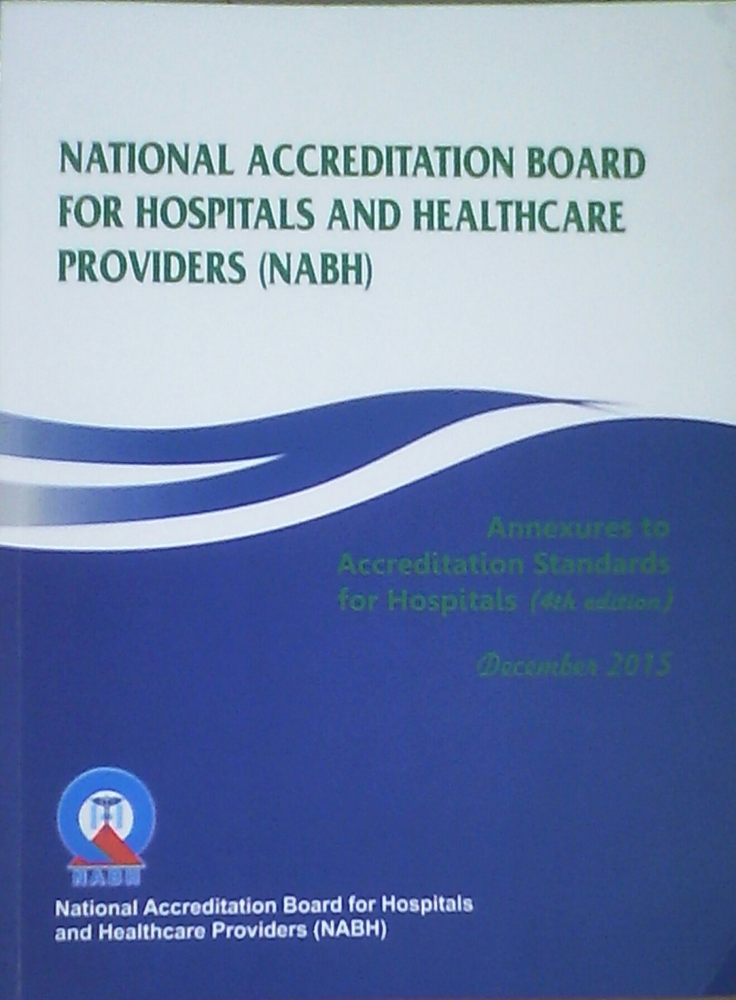 NATIONAL ACCREDITATION BOARD
FOR HOSPITALS AND HEALTHCARE
PROVIDERS (NABH)
Annexures to
Accreditation Standards
for Hospitals (4th edition)
December 2015
NABH
National Accreditation Board for Hospitals
and Healthcare Providers (NABH)